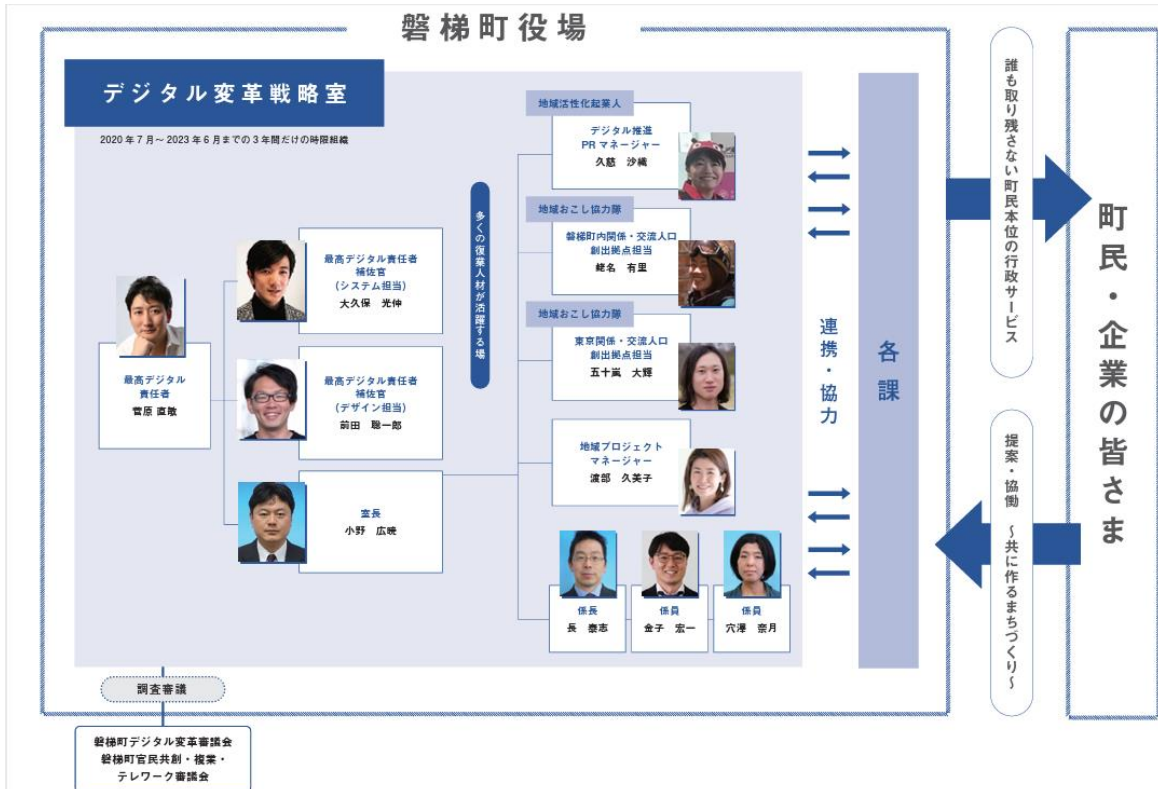 磐梯町役場
デジタル変革戦略室
2020年7月～2023年6月までの3年間だけの時限組織
最高デジタル
責任者
菅原 直敏
最高デジタル責任者
補佐官
(システム担当)
大久保 光伸
最高デジタル責任者
補佐官
(デザイン担当)
前田 聡一郎
室長
小野 広暁
多くの復業人材が活躍する場
地域活性化起業人
デジタル推進
PRマネージャー
久慈 沙織
地域おこし協力隊
磐梯町内関係・交流人口
創出拠点担当
蛯名 有里
地域おこし協力隊
東京関係・交流人口
創出拠点担当
五十嵐 大輝
地域プロジェクト
マネージャー
渡部 久美子
係長
長 泰志
係員
金子 宏一
係員
穴澤 奈月
連携・協力
各課
誰も取り残さない町民本位の行政サービス
提案・協働 ～共に作るまちづくり～
町民・企業の皆さま
調査審議
磐梯町デジタル変革審議会
磐梯町官民共創・複業・
テレワーク審議会